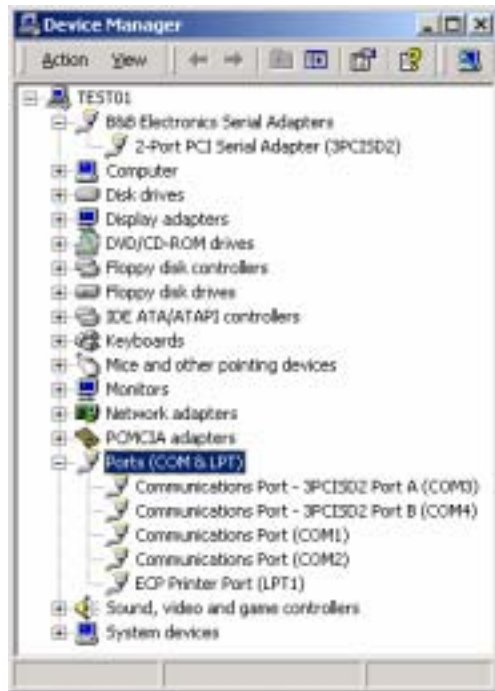 Device Manager
Action View
TEST01
B&B Electronics Serial Adapters
2-Port PCI Serial Adapter (3PCISD2)
Computer
Disk drives
Display adapters
DVD/CD-ROM drives
Floppy disk controllers
Floppy disk drives
IDE ATA/ATAPI controllers
Keyboards
Mice and other pointing devices
Monitors
Network adapters
PCMCIA adapters
Ports (COM & LPT)
Communications Port - 3PCISD2 Port A (COM3)
Communications Port - 3PCISD2 Port B (COM4)
Communications Port (COM1)
Communications Port (COM2)
ECP Printer Port (LPT1)
Sound, video and game controllers
System devices